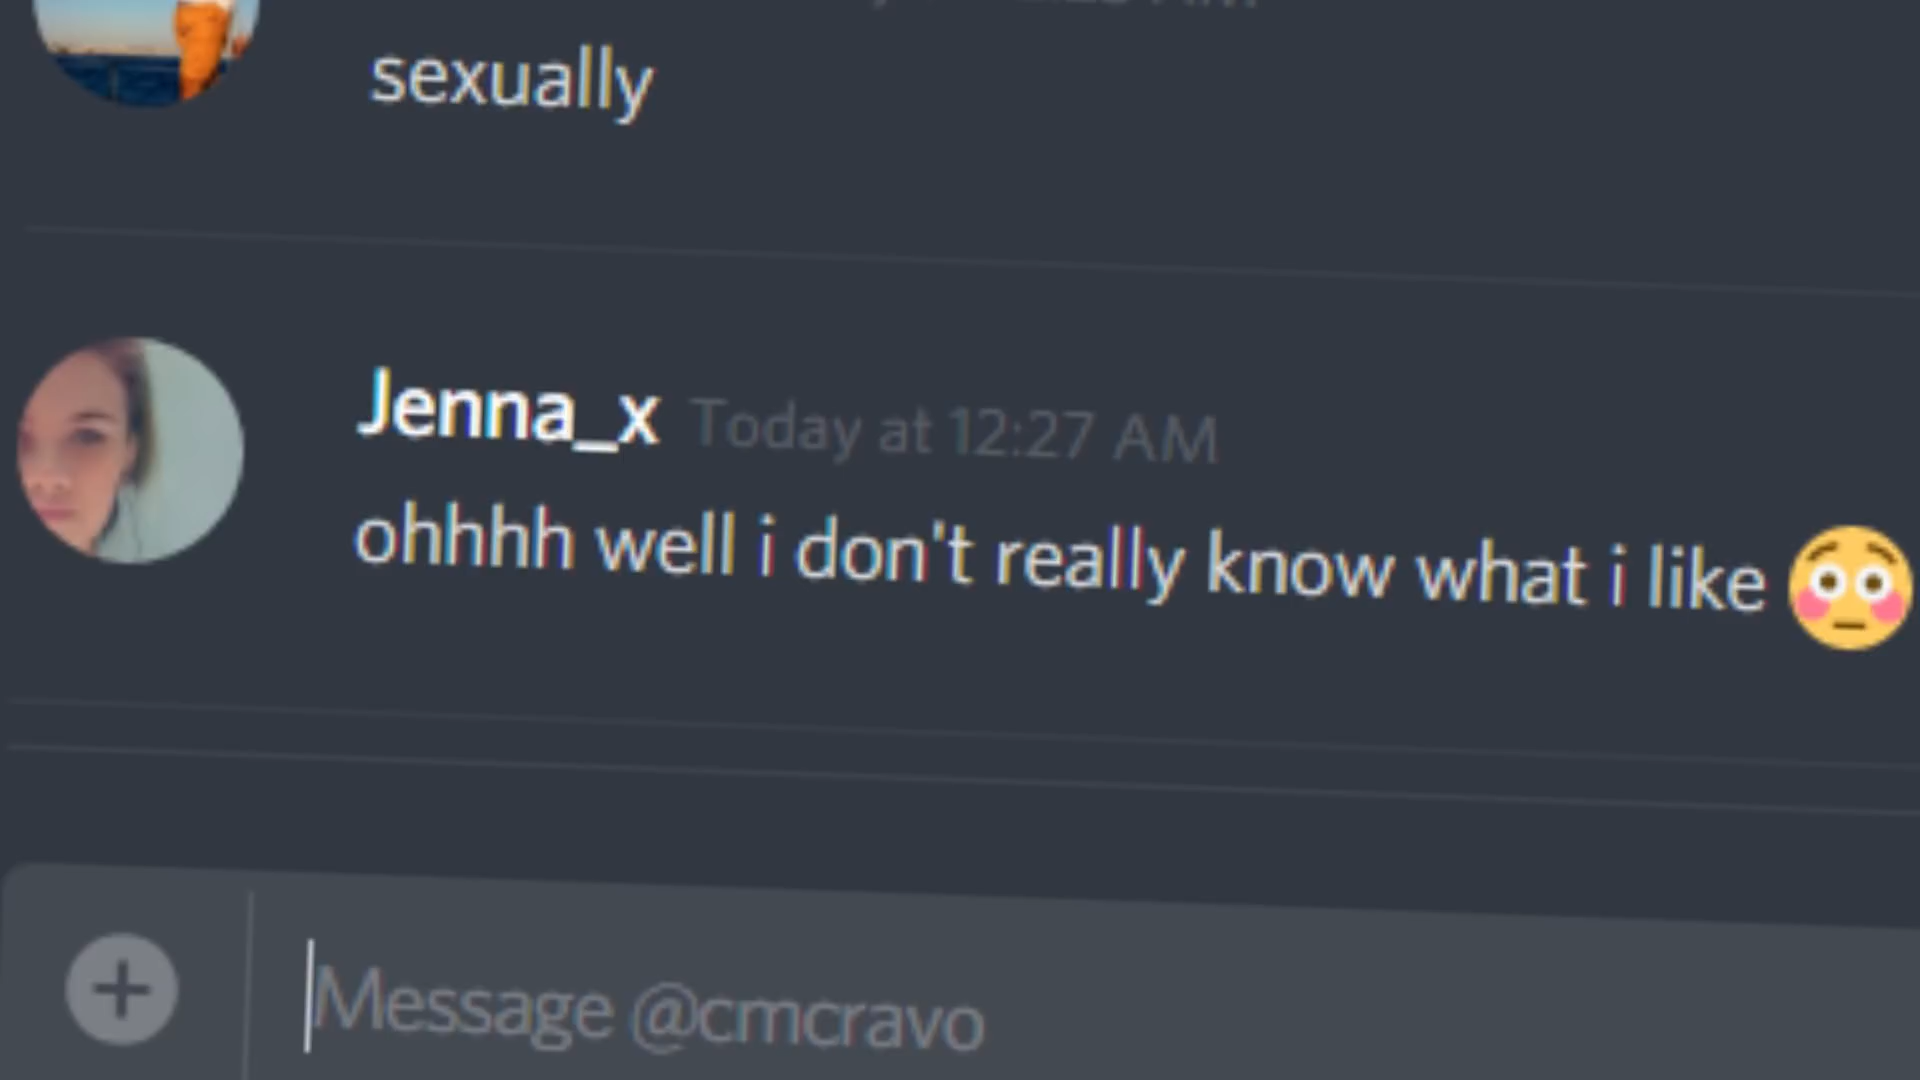 sexually
Jenna_x Today at 12:27 AM
ohhhh well i don't really know what i like 😳
Message @cmcravo